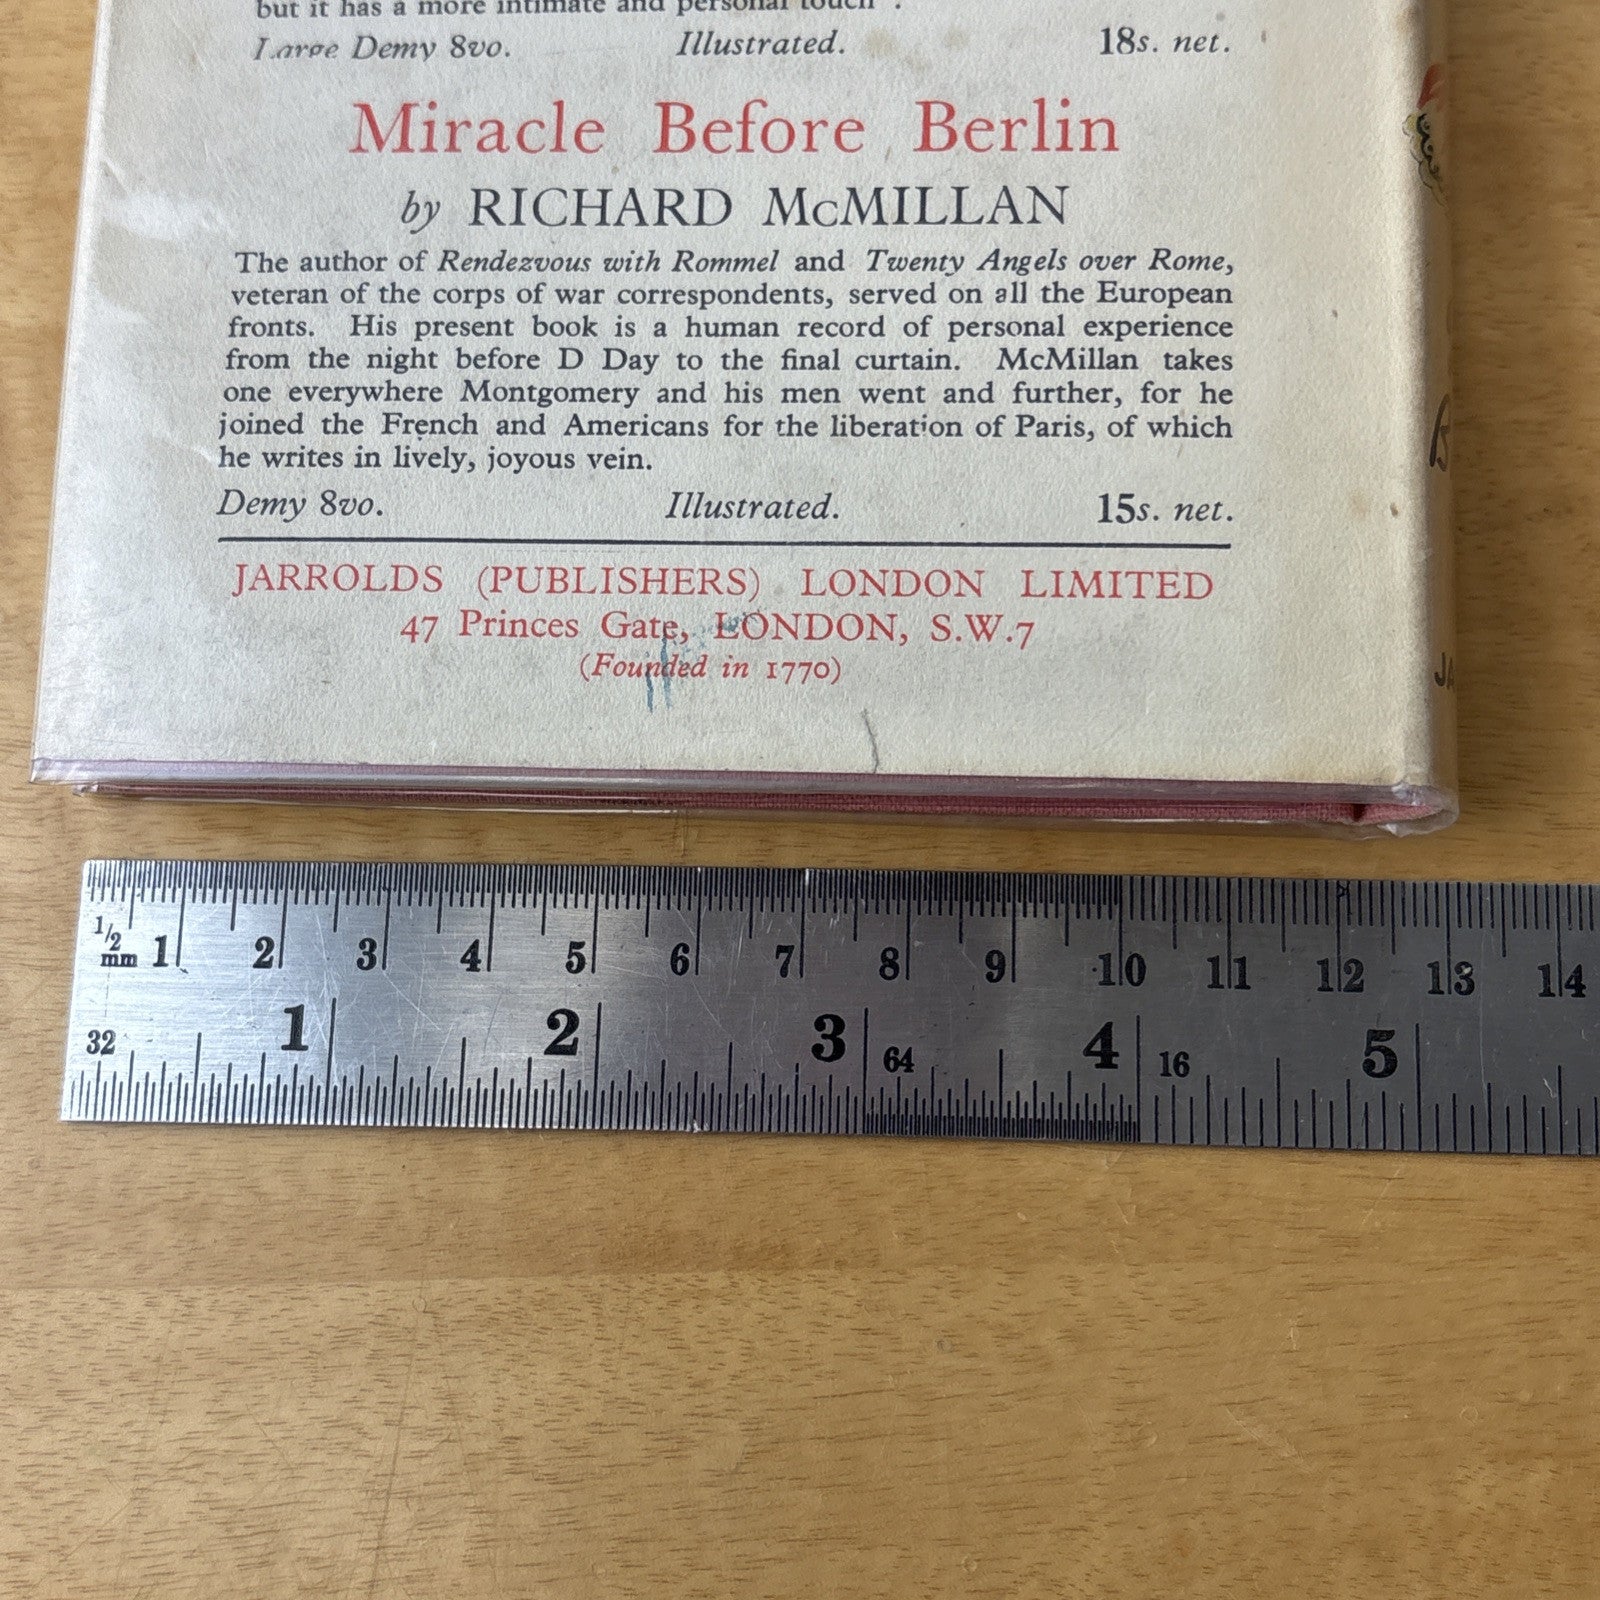 but it has a more intimate and personal touch".
Large Demy 8vo. Illustrated. 18s. net.
Miracle Before Berlin
by RICHARD McMILLAN
The author of Rendezvous with Rommel and Twenty Angels over Rome,
veteran of the corps of war correspondents, served on all the European
fronts. His present book is a human record of personal experience
from the night before D Day to the final curtain. McMillan takes
one everywhere Montgomery and his men went and further, for he
joined the French and Americans for the liberation of Paris, of which
he writes in lively, joyous vein.
Demy 8vo. Illustrated. 15s. net.
JARROLDS (PUBLISHERS) LONDON LIMITED
47 Princes Gate, LONDON, S.W.7
(Founded in 1770)
JA
1/2 mm 1 2 3 4 5 6 7 8 9 10 11 12 13 14
32 1 2 3 64 4 16 5